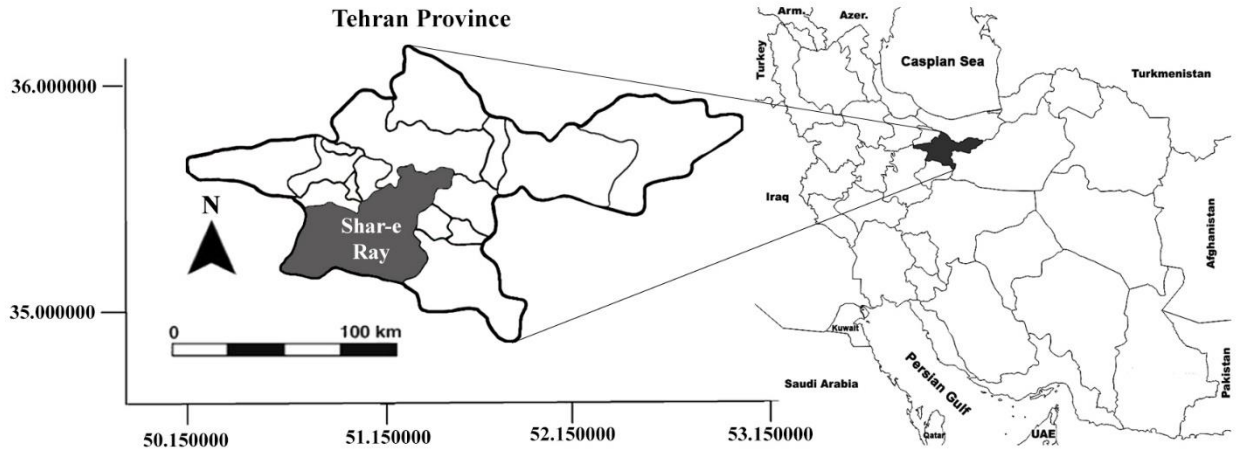 Tehran Province
36.000000
35.000000
N
Shar-e
Ray
0
100 km
50.150000
51.150000
52.150000
53.150000
Arm.
Azer.
Turkey
Caspian Sea
Turkmenistan
Iraq
Afghanistan
Kuwait
Persian Gulf
Saudi Arabia
Pakistan
Qatar
UAE